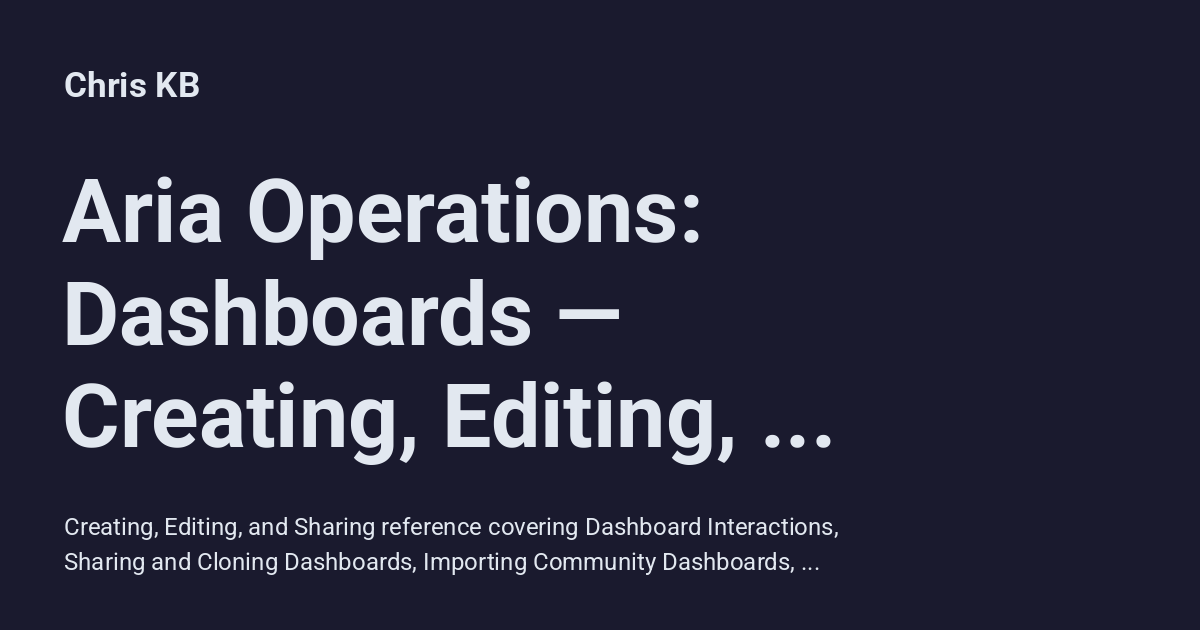 Chris KB
Aria Operations:
Dashboards —
Creating, Editing, ...
Creating, Editing, and Sharing reference covering Dashboard Interactions,
Sharing and Cloning Dashboards, Importing Community Dashboards, ...